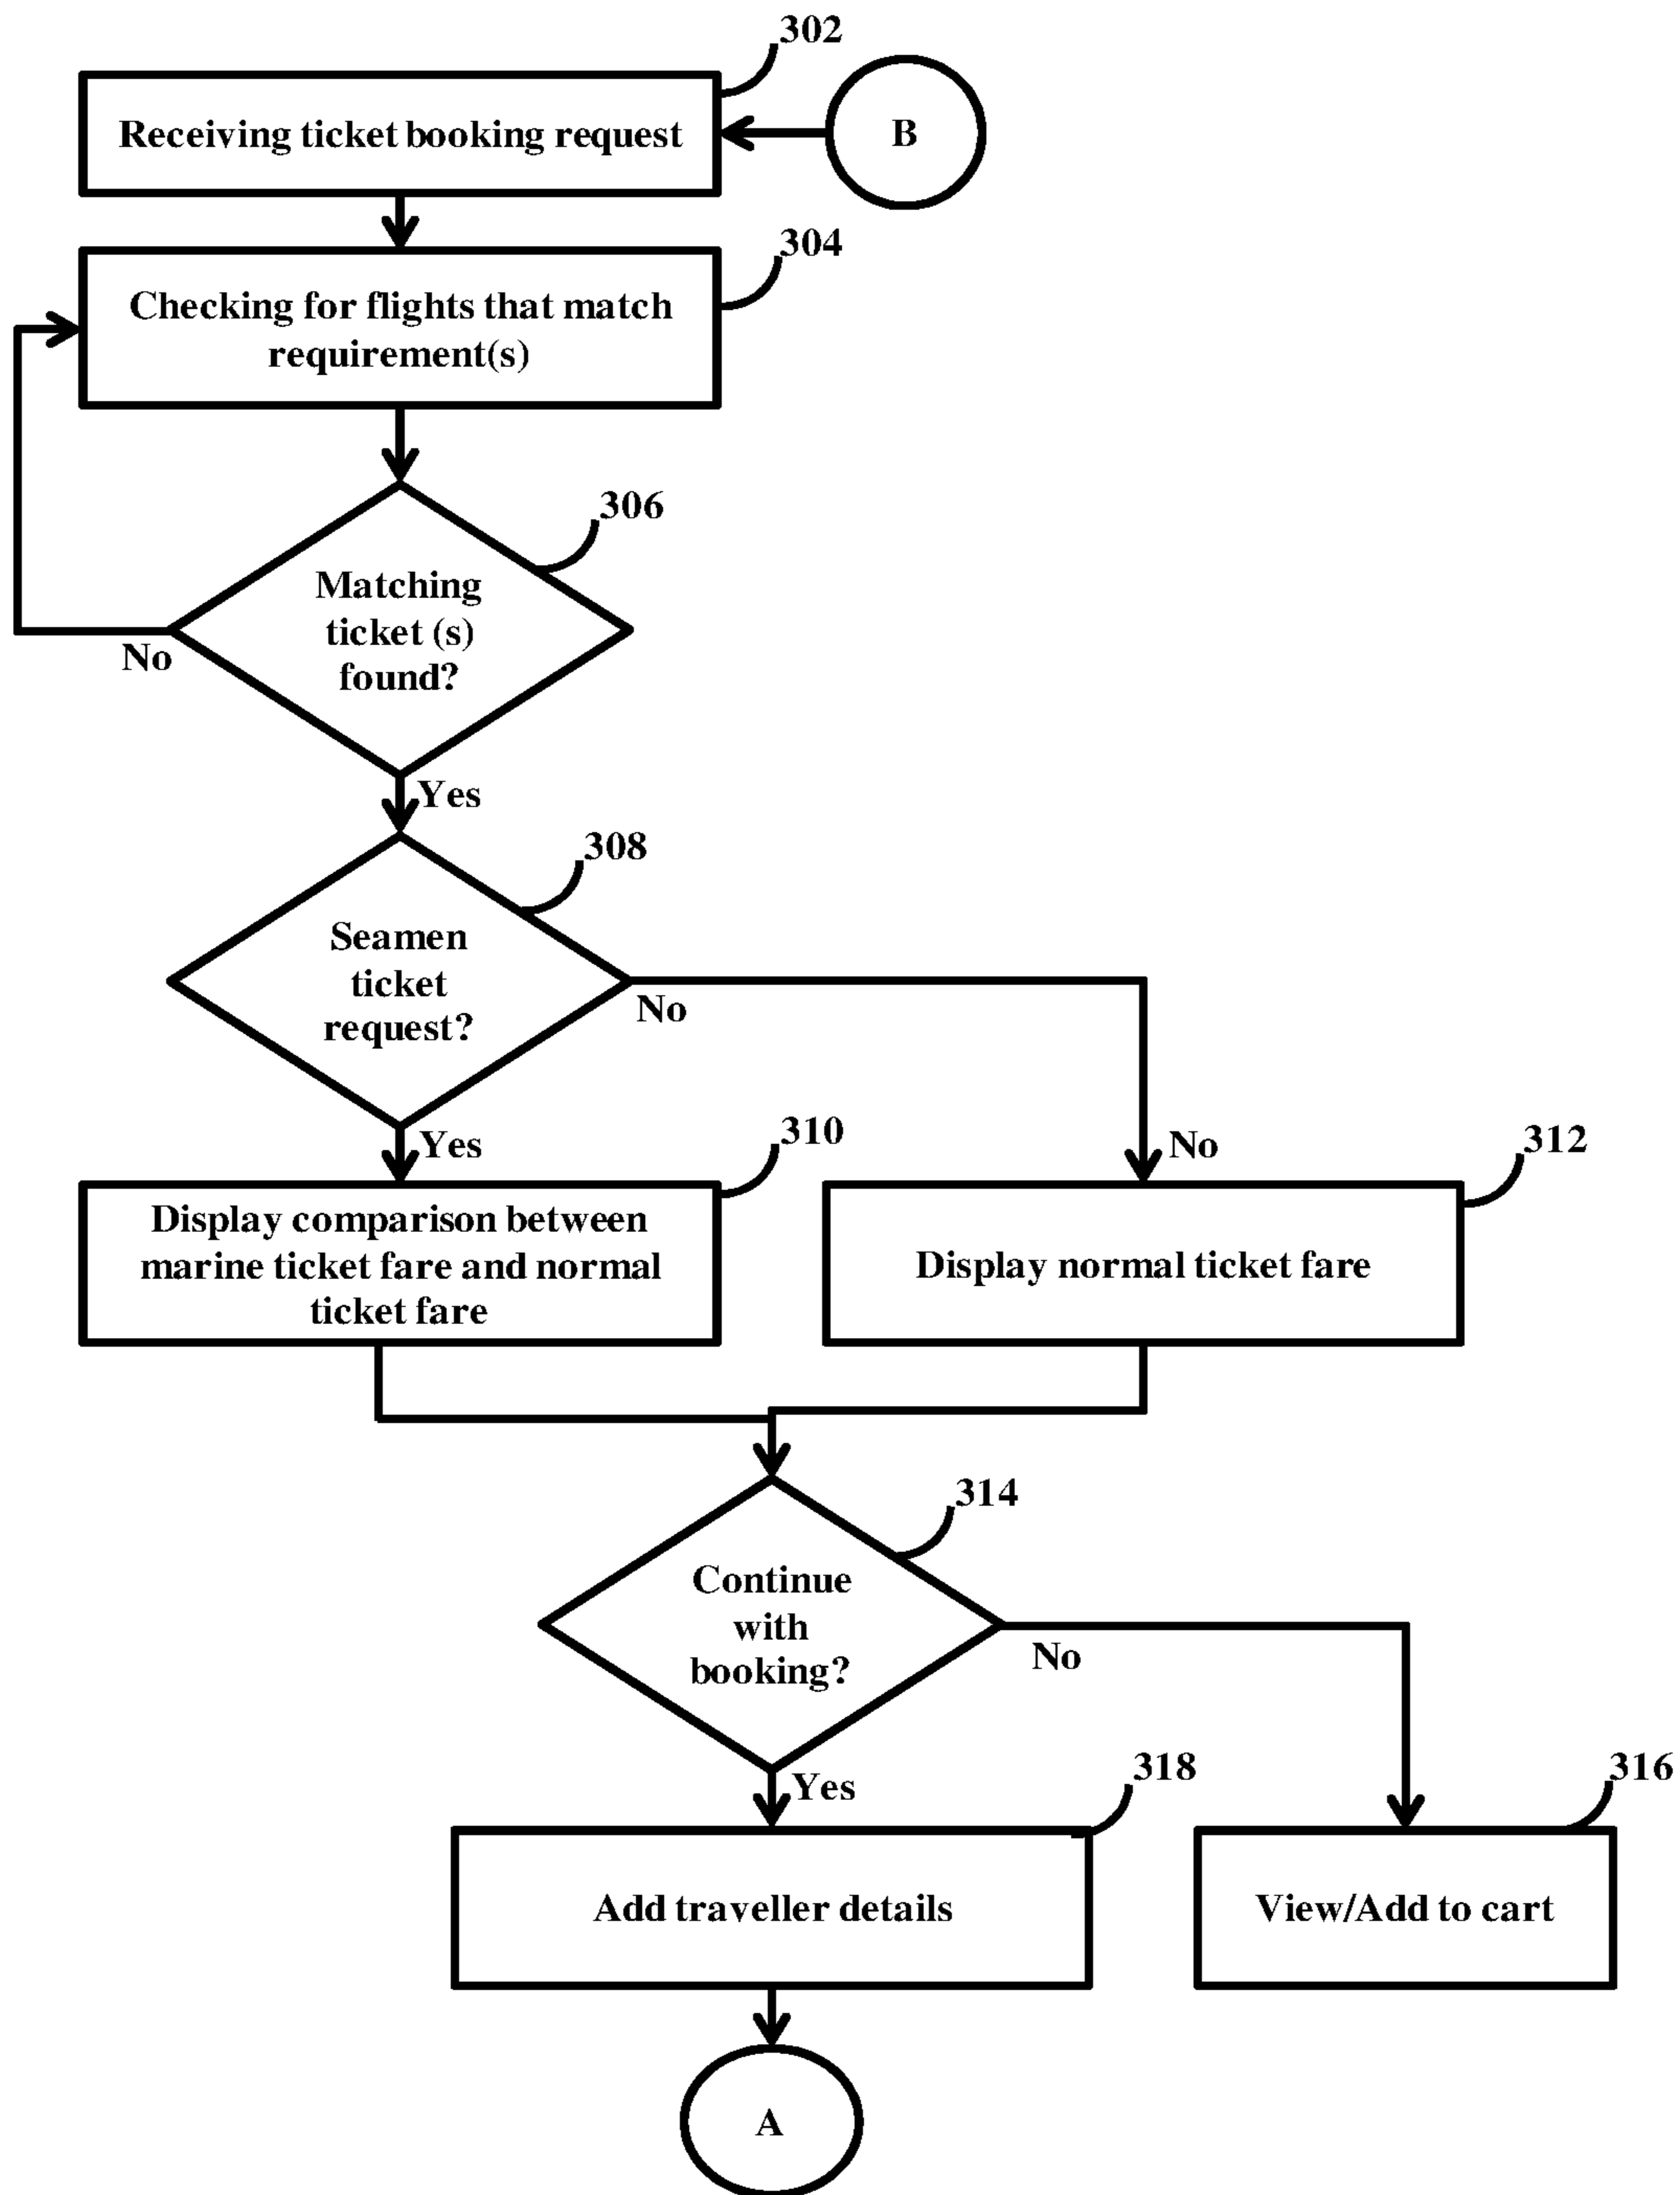 302
Receiving ticket booking request
B
304
Checking for flights that match
requirement(s)
306
Matching
ticket (s)
found?
No
Yes
308
Seamen
ticket
request?
No
Yes
310
Display comparison between
marine ticket fare and normal
ticket fare
No
312
Display normal ticket fare
314
Continue
with
booking?
No
Yes
318
Add traveller details
316
View/Add to cart
A